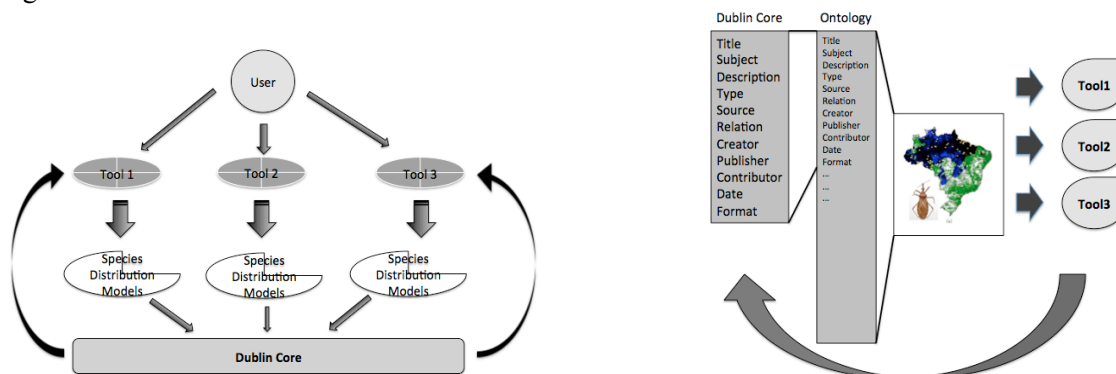 User
Tool 1
Tool 2
Tool 3
Species
Distribution
Models
Species
Distribution
Models
Species
Distribution
Models
Dublin Core
Dublin Core
Title
Subject
Description
Type
Source
Relation
Creator
Publisher
Contributor
Date
Format
Ontology
Title
Subject
Description
Type
Source
Relation
Creator
Publisher
Contributor
Date
Format
...
...
...
Tool1
Tool2
Tool3